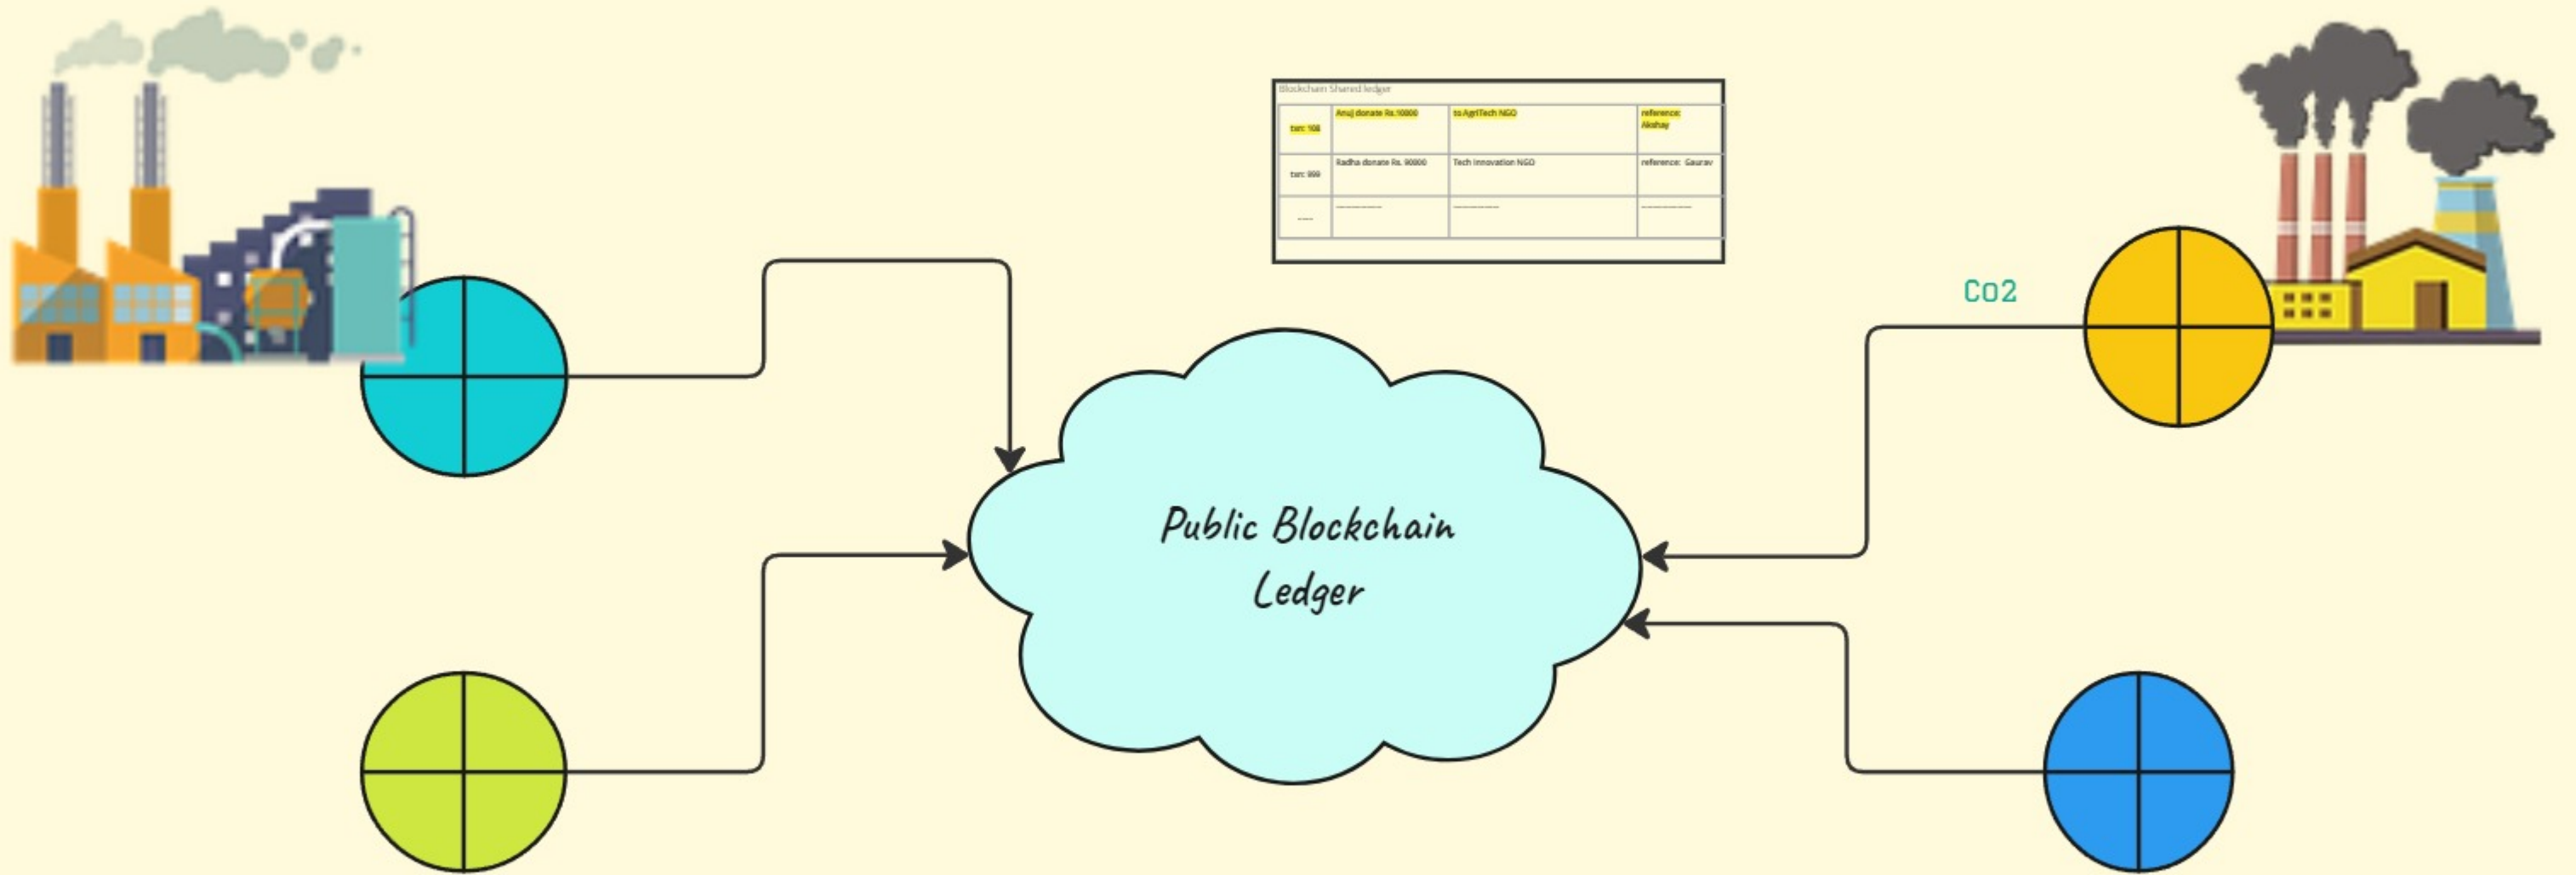 Blockchain Shared ledger
Anuj donate Rs.10000
to AgriTech NGO
reference:
Akshay
txn: 108
Radha donate Rs. 90000
Tech innovation NGO
reference: Gaurav
txn: 999
Co2
Public Blockchain
Ledger